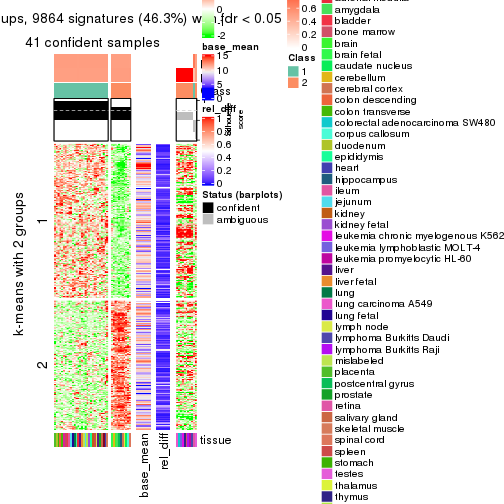 ups, 9864 signatures (46.3%) w fdr < 0.05
41 confident samples
k-means with 2 groups
1
2
base_mean
rel_diff
tissue
0
-2
base_mean
15
10
5
0
rel_diff
1
0.8
0.6
0.4
0.2
0
Status (barplots)
confident
ambiguous
score
0.6
0.4
0.2
0
Class
1
2
amygdala
bladder
bone marrow
brain
brain fetal
caudate nucleus
cerebellum
cerebral cortex
colon descending
colon transverse
colorectal adenocarcinoma SW480
corpus callosum
duodenum
epididymis
heart
hippocampus
ileum
jejunum
kidney
kidney fetal
leukemia chronic myelogenous K562
leukemia lymphoblastic MOLT-4
leukemia promyelocytic HL-60
liver
liver fetal
lung
lung carcinoma A549
lung fetal
lymph node
lymphoma Burkitts Daudi
lymphoma Burkitts Raji
mislabeled
placenta
postcentral gyrus
prostate
retina
salivary gland
skeletal muscle
spinal cord
spleen
stomach
testes
thalamus
thymus